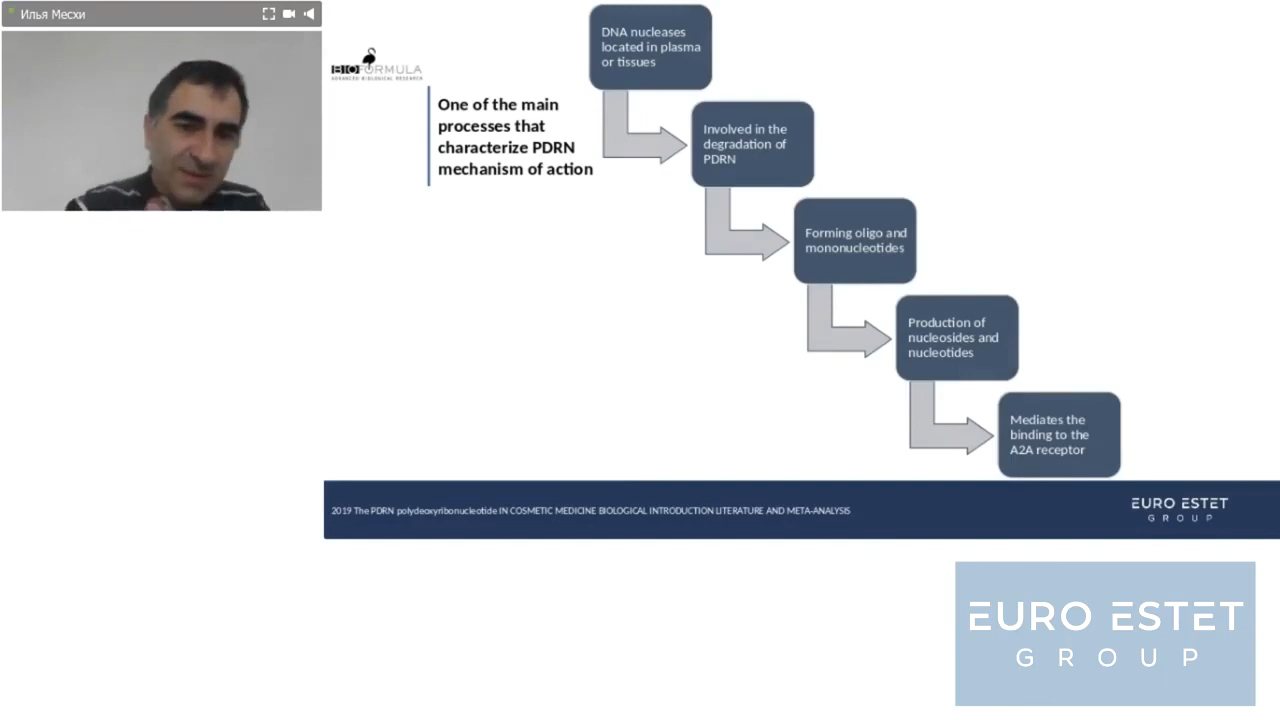 Илья Месхи
BIOFORMULA
ADVANCED BIOLOGICAL RESEARCH
One of the main
processes that
characterize PDRN
mechanism of action
DNA nucleases
located in plasma
or tissues
Involved in the
degradation of
PDRN
Forming oligo and
mononucleotides
Production of
nucleosides and
nucleotides
Mediates the
binding to the
A2A receptor
2019 The PDRN polydeoxyribonucleotide IN COSMETIC MEDICINE BIOLOGICAL INTRODUCTION LITERATURE AND META-ANALYSIS
EURO ESTET
GROUP
EURO ESTET
GROUP